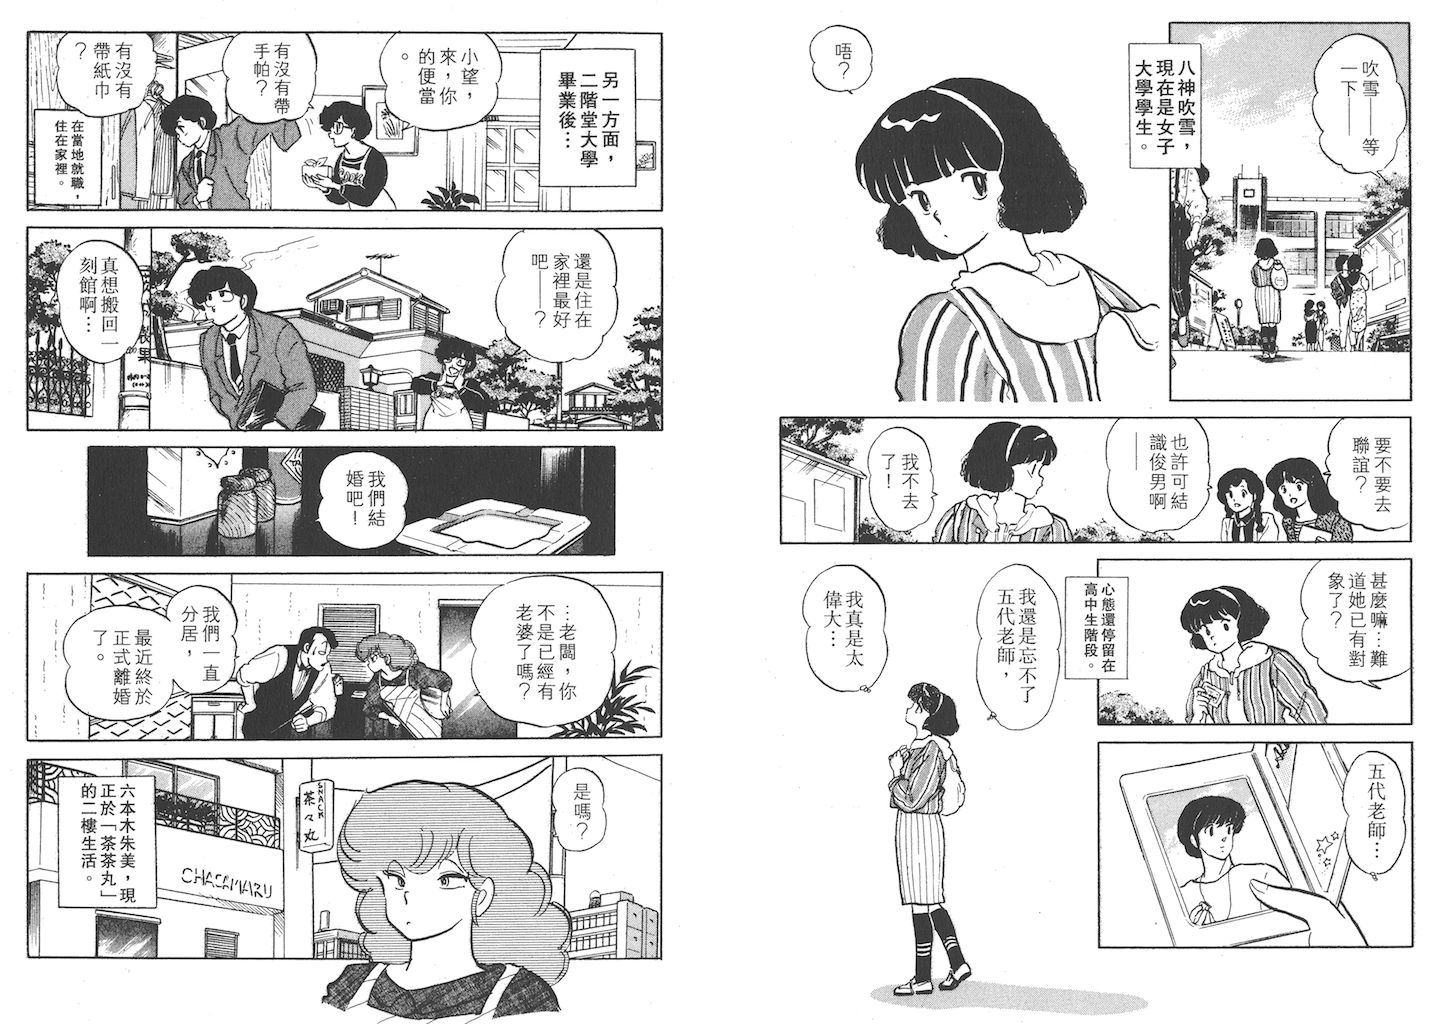 吹雪——等
一下——
八神吹雪，
現在是女子
大學學生。
唔？
要不要去
聯誼？
也許可結
識俊男啊
——
我不去
了！
甚麼嘛…難
道她已有對
象了？
心態還停留在
高中生階段。
五代老師…
我還是忘不了
五代老師，
我真是太
偉大…
另一方面，
二階堂大學
畢業後…
小望，
來，你
的便當
。
有沒有帶
手帕？
有沒有
帶紙巾
？
在當地就職，
住在家裡。
還是住在
家裡最好
吧——？
真想搬回一
刻館啊…
我們結
婚吧！
…老闆，你
不是已經有
老婆了嗎？
我們一直
分居，
最近終於
正式離婚
了。
是嗎？
SNACK
茶々丸
CHACAMARU
六本木朱美，現
正於「茶茶丸」
的二樓生活。